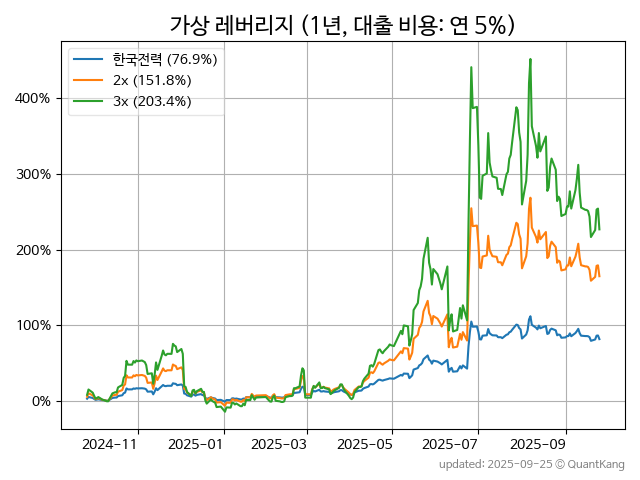 가상 레버리지 (1년, 대출 비용: 연 5%)
한국전력 (76.9%)
2x (151.8%)
3x (203.4%)
400%
300%
200%
100%
0%
2024-11 2025-01 2025-03 2025-05 2025-07 2025-09
updated: 2025-09-25 ⓒ QuantKang